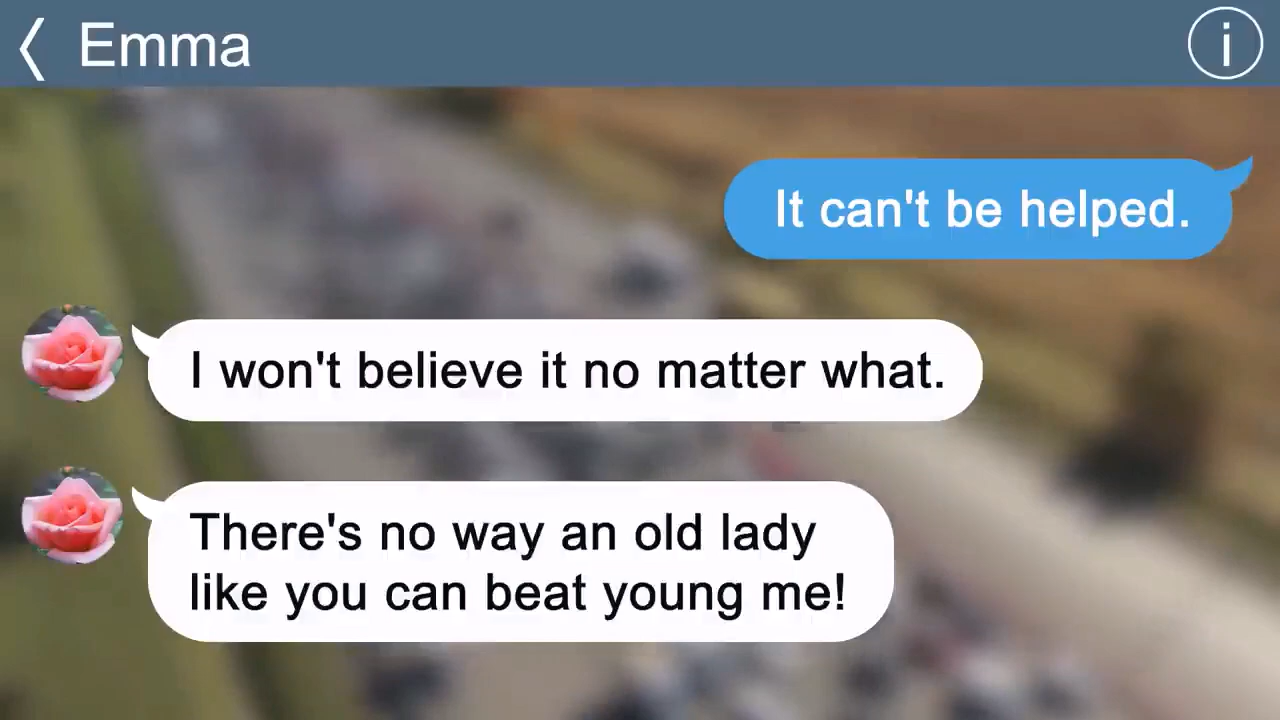 Emma
It can't be helped.
I won't believe it no matter what.
There's no way an old lady
like you can beat young me!